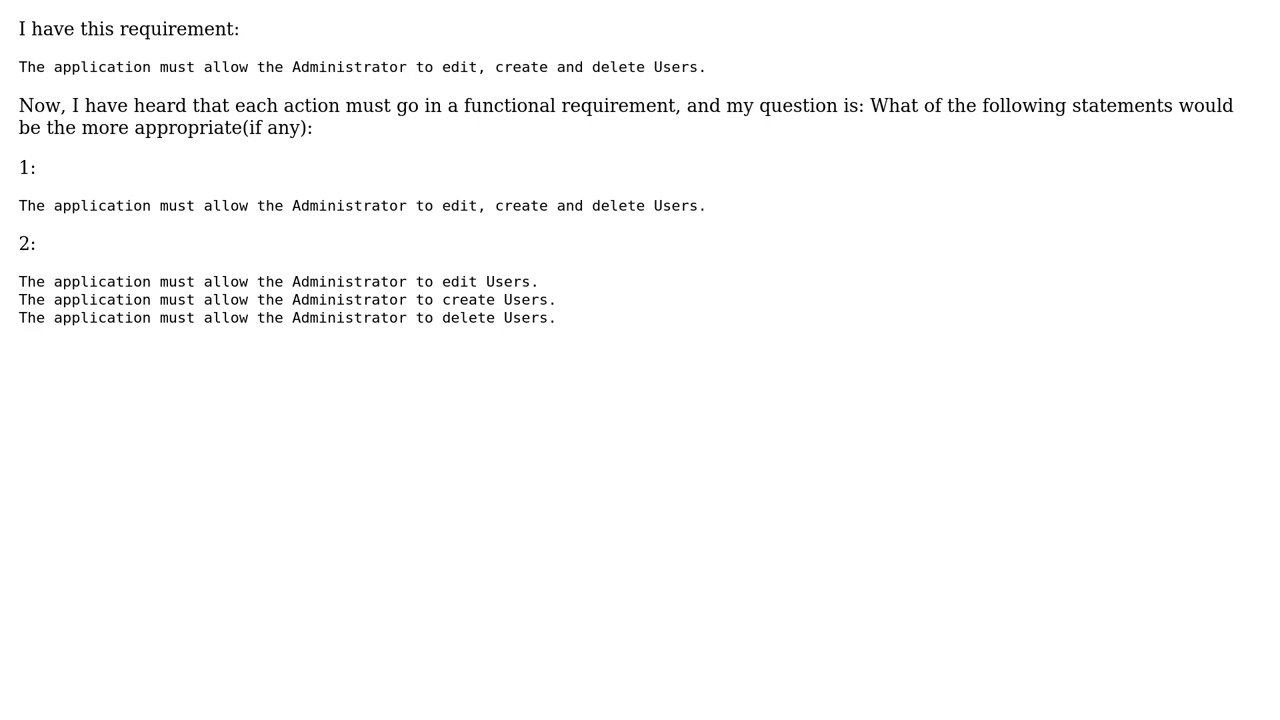 I have this requirement:
The application must allow the Administrator to edit, create and delete Users.
Now, I have heard that each action must go in a functional requirement, and my question is: What of the following statements would
be the more appropriate(if any):
1:
The application must allow the Administrator to edit, create and delete Users.
2:
The application must allow the Administrator to edit Users.
The application must allow the Administrator to create Users.
The application must allow the Administrator to delete Users.